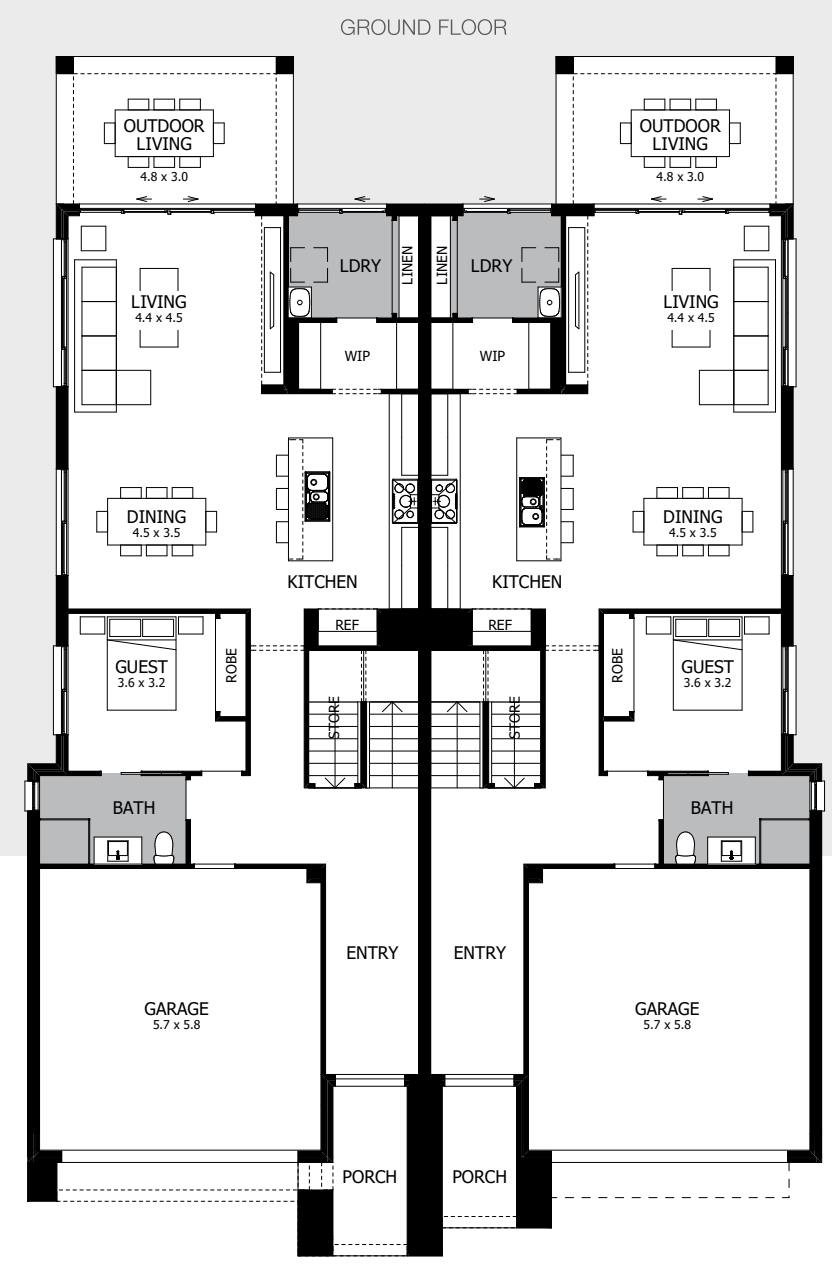 GROUND FLOOR
OUTDOOR
LIVING
4.8 x 3.0
OUTDOOR
LIVING
4.8 x 3.0
LDRY
LINEN
LINEN
LDRY
LIVING
4.4 x 4.5
LIVING
4.4 x 4.5
WIP
WIP
DINING
4.5 x 3.5
DINING
4.5 x 3.5
KITCHEN
KITCHEN
REF
REF
GUEST
3.6 x 3.2
ROBE
ROBE
GUEST
3.6 x 3.2
STORE
STORE
BATH
BATH
ENTRY
ENTRY
GARAGE
5.7 x 5.8
GARAGE
5.7 x 5.8
PORCH
PORCH